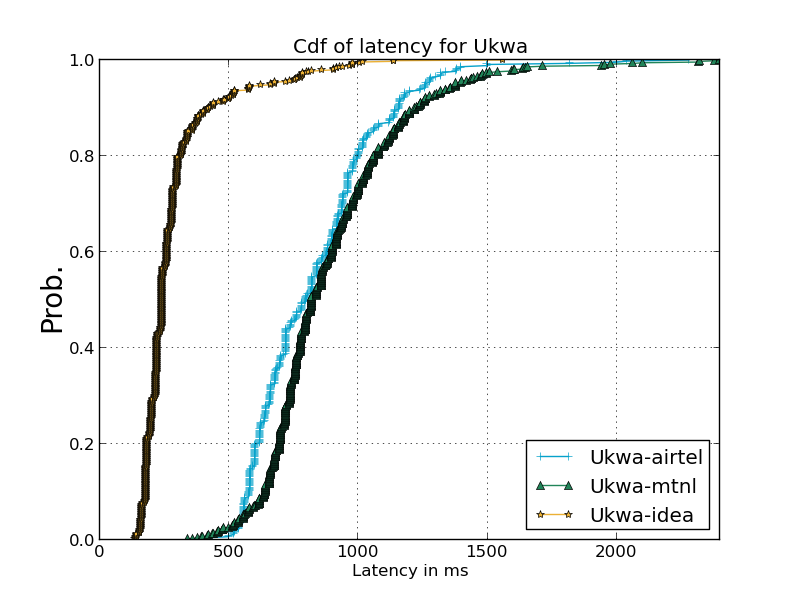 Cdf of latency for Ukwa
1.0
0.8
0.6
0.4
0.2
0.0
Prob.
0 500 1000 1500 2000
Latency in ms
Ukwa-airtel
Ukwa-mtnl
Ukwa-idea